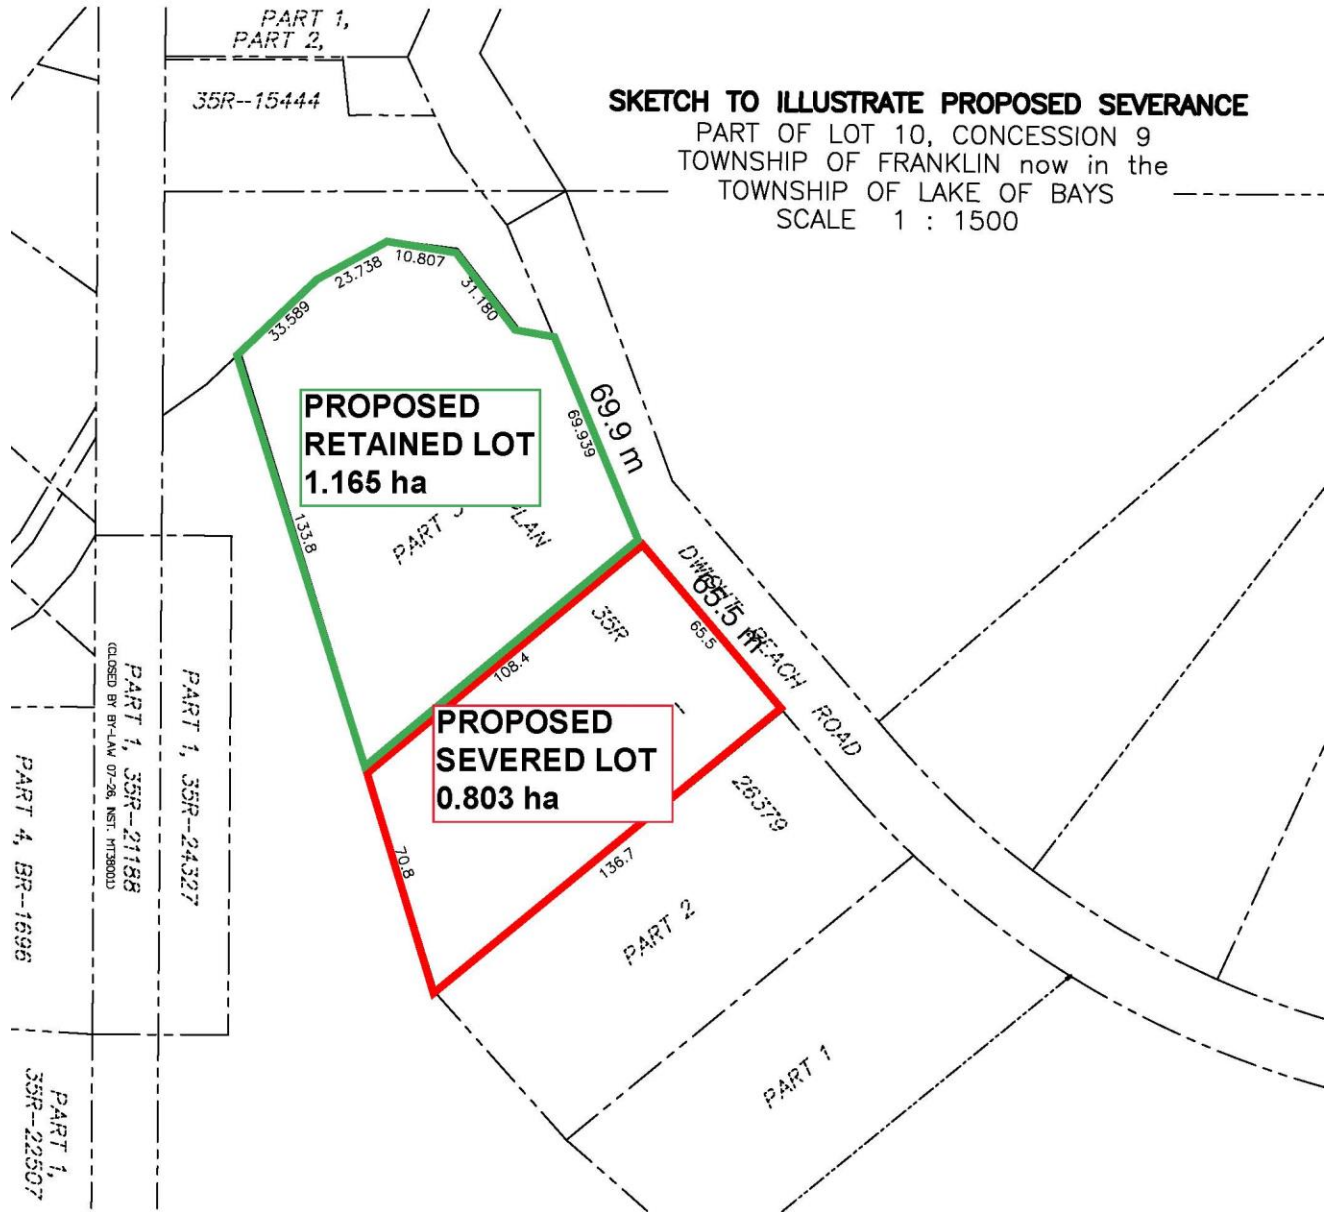 PART 1,
PART 2,
35R-15444
SKETCH TO ILLUSTRATE PROPOSED SEVERANCE
PART OF LOT 10, CONCESSION 9
TOWNSHIP OF FRANKLIN now in the
TOWNSHIP OF LAKE OF BAYS
SCALE 1 : 1500
33.589
23.738
10.807
31.180
69.9 m
69.939
PROPOSED
RETAINED LOT
1.165 ha
133.8
PART
PLAN
DWIGHT BEACH ROAD
65.5 m
65.5
35R
108.4
PROPOSED
SEVERED LOT
0.803 ha
26379
70.8
136.7
PART 2
PART 1
PART 1, 35R-24327
PART 1, 35R-21188
(CLOSED BY BY-LAW 07-26, INST.
PART 4, BR-1696
PART 1,
35R-22507